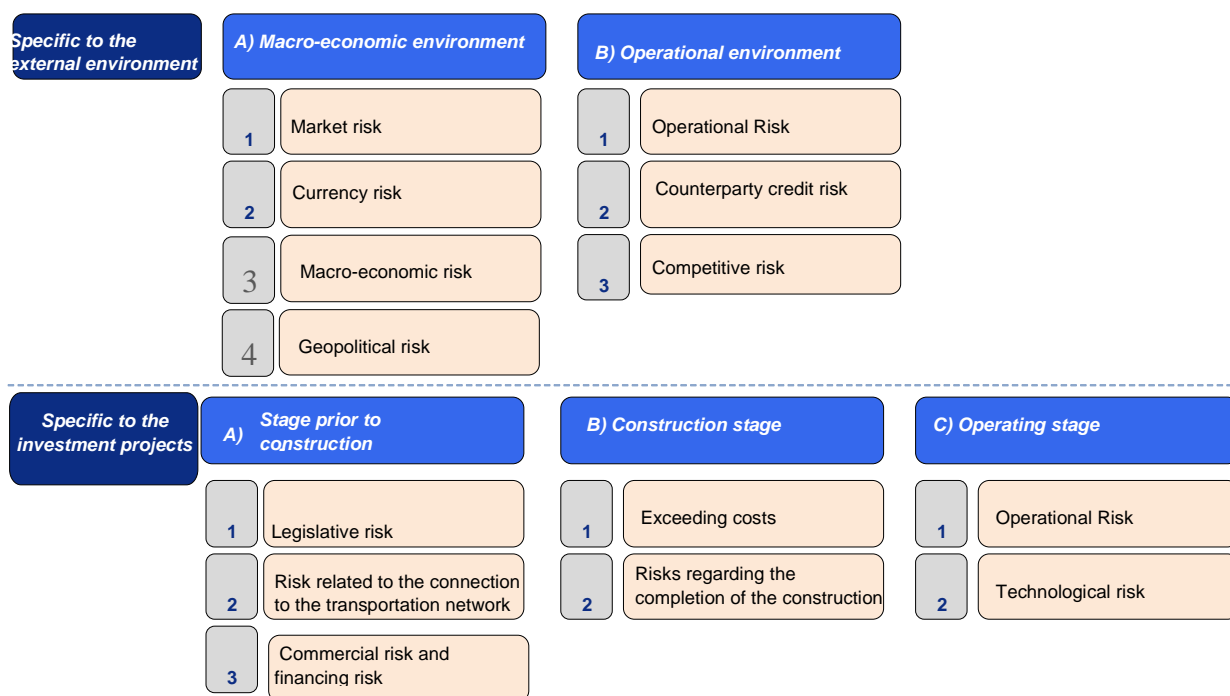 Specific to the
external environment
A) Macro-economic environment
B) Operational environment
1
Market risk
1
Operational Risk
2
Currency risk
2
Counterparty credit risk
3
Macro-economic risk
3
Competitive risk
4
Geopolitical risk
Specific to the
investment projects
A)
Stage prior to
construction
B) Construction stage
C) Operating stage
1
Legislative risk
1
Exceeding costs
1
Operational Risk
2
Risk related to the connection
to the transportation network
2
Risks regarding the
completion of the construction
2
Technological risk
3
Commercial risk and
financing risk